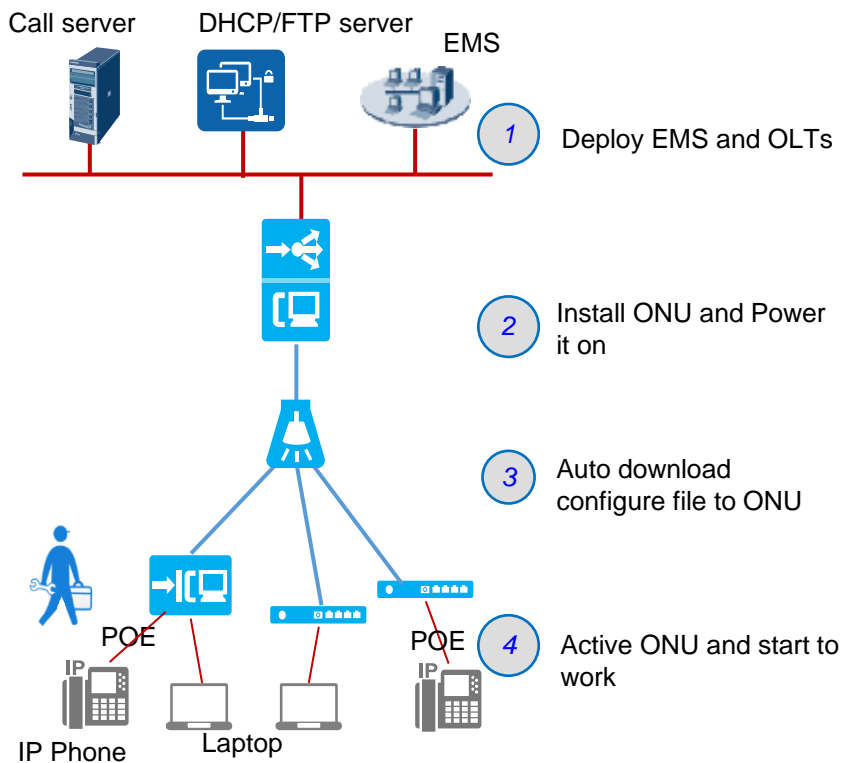 Call server
DHCP/FTP server
EMS
1
Deploy EMS and OLTs
2
Install ONU and Power
it on
3
Auto download
configure file to ONU
POE
POE
4
Active ONU and start to
work
IP
IP
IP Phone
Laptop